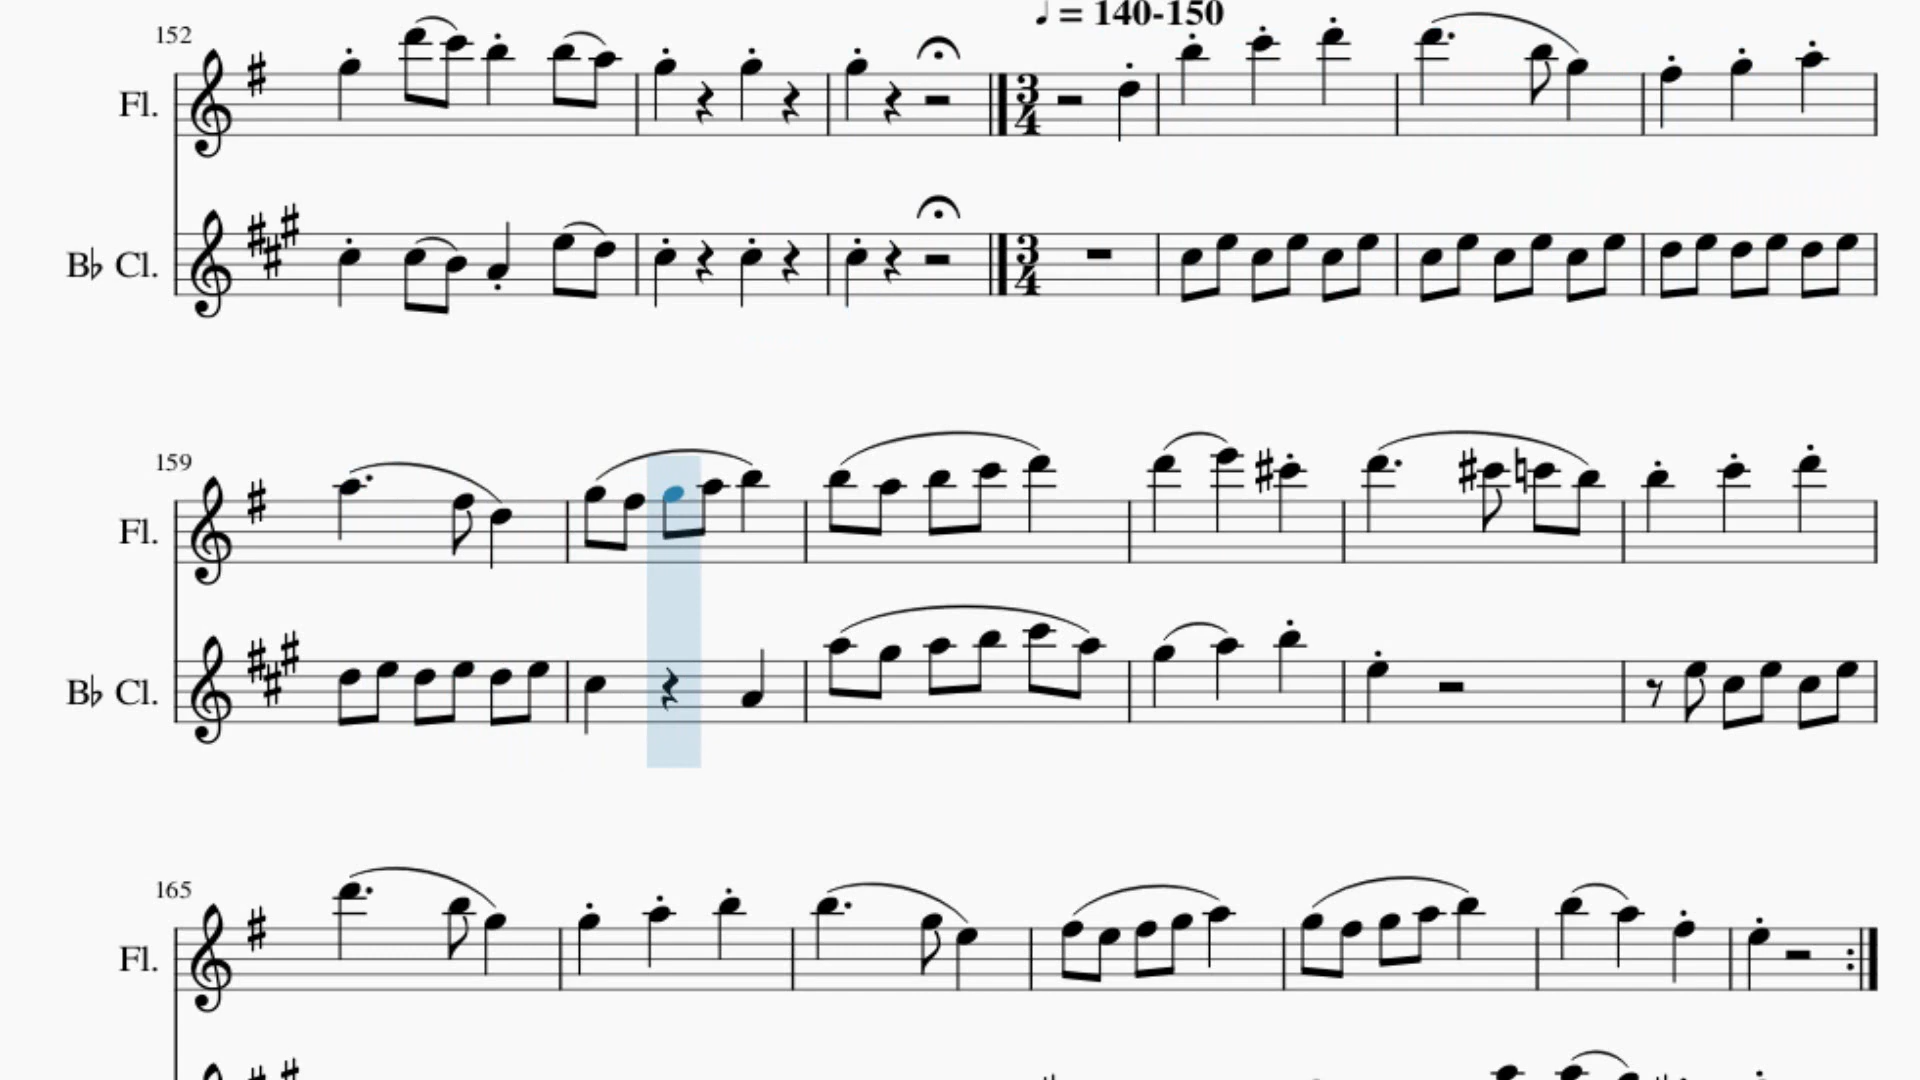 ♩ = 140-150
152
Fl.
3
4
B♭ Cl.
3
4
159
Fl.
B♭ Cl.
165
Fl.